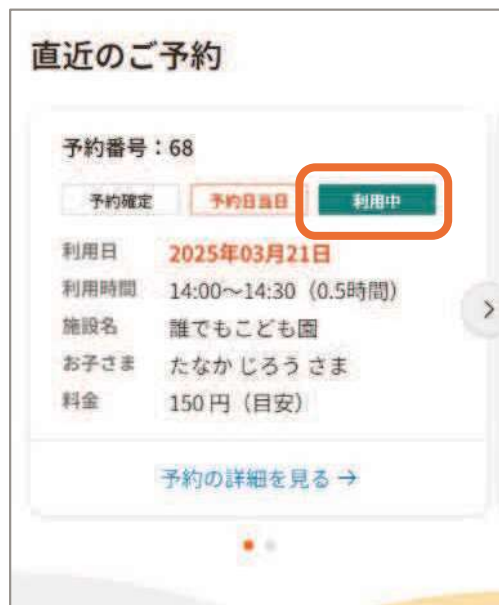 直近のご予約
予約番号：68
予約確定 予約日当日 利用中
利用日 2025年03月21日
利用時間 14:00～14:30（0.5時間）
施設名 誰でもこども園
お子さま たなか じろう さま
料金 150 円（目安）
予約の詳細を見る →